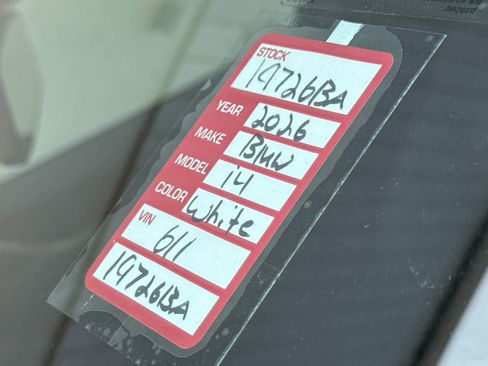 STOCK
19726BA
YEAR 2026
MAKE BMW
MODEL i4
COLOR White
VIN 611
19726BA